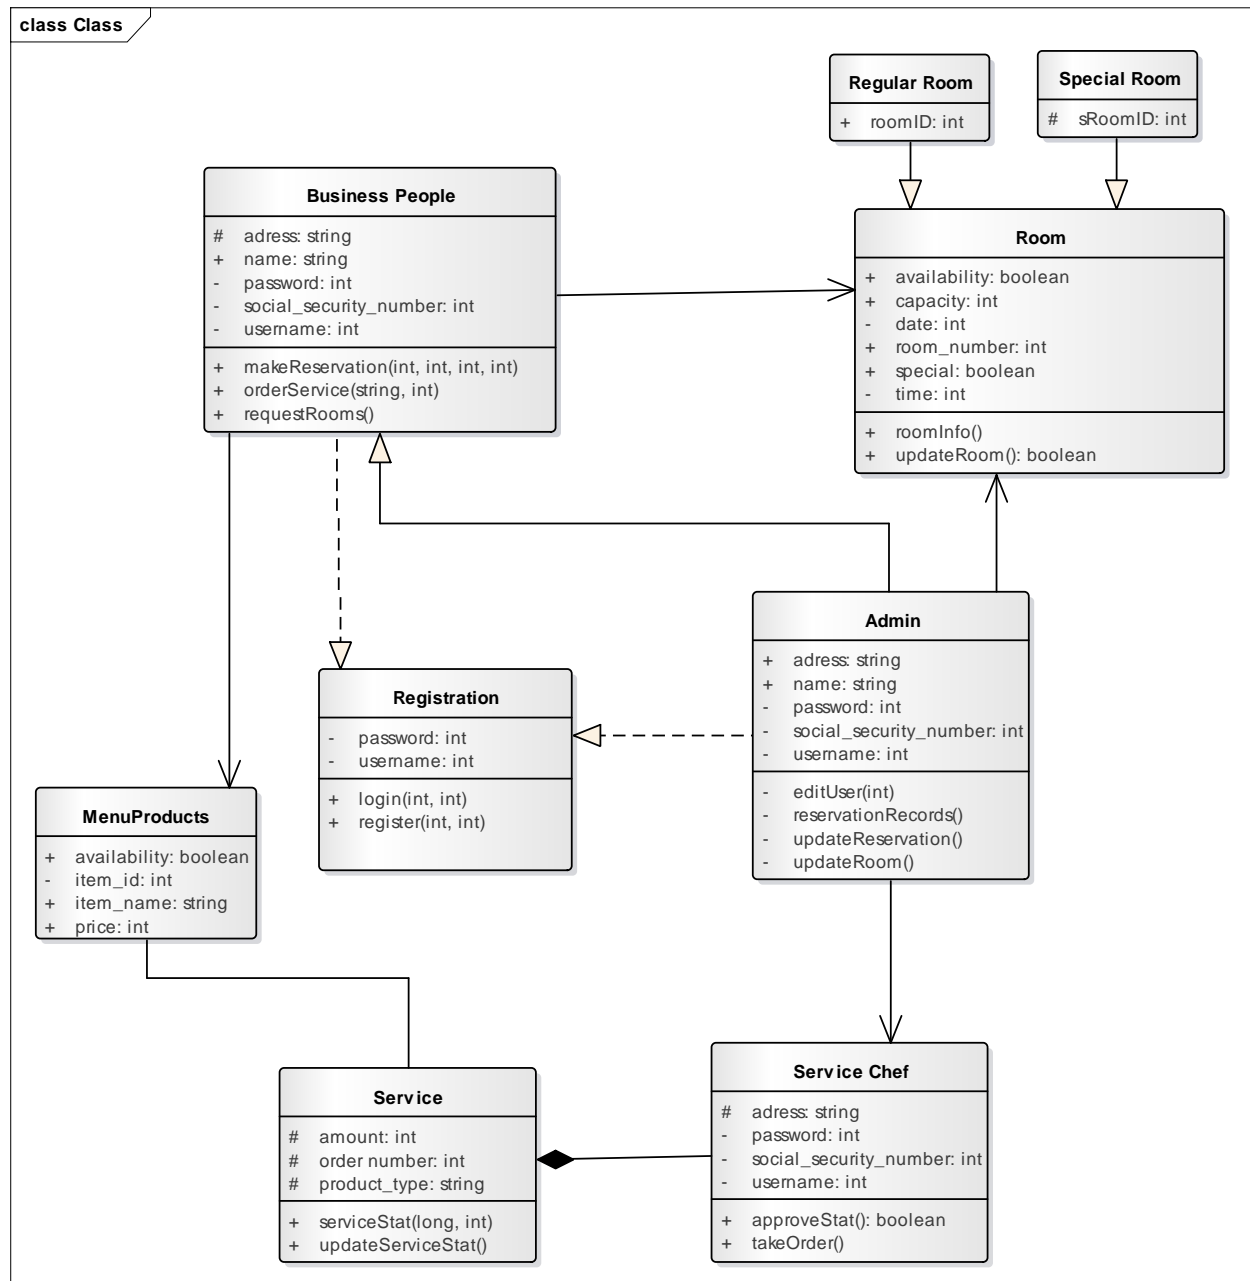 class Class
Regular Room
+ roomID: int
Special Room
# sRoomID: int
Business People
# adress: string
+ name: string
- password: int
- social_security_number: int
- username: int
+ makeReservation(int, int, int, int)
+ orderService(string, int)
+ requestRooms()
Room
+ availability: boolean
+ capacity: int
- date: int
+ room_number: int
+ special: boolean
- time: int
+ roomInfo()
+ updateRoom(): boolean
Admin
+ adress: string
+ name: string
- password: int
- social_security_number: int
- username: int
- editUser(int)
- reservationRecords()
- updateReservation()
- updateRoom()
Registration
- password: int
- username: int
+ login(int, int)
+ register(int, int)
MenuProducts
+ availability: boolean
- item_id: int
+ item_name: string
+ price: int
Service
# amount: int
# order number: int
# product_type: string
+ serviceStat(long, int)
+ updateServiceStat()
Service Chef
# adress: string
- password: int
- social_security_number: int
- username: int
+ approveStat(): boolean
+ takeOrder()